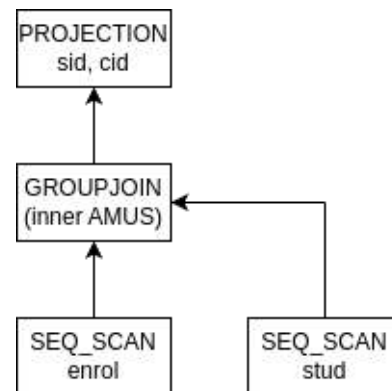 PROJECTION
sid, cid
GROUPJOIN
(inner AMUS)
SEQ_SCAN
enrol
SEQ_SCAN
stud